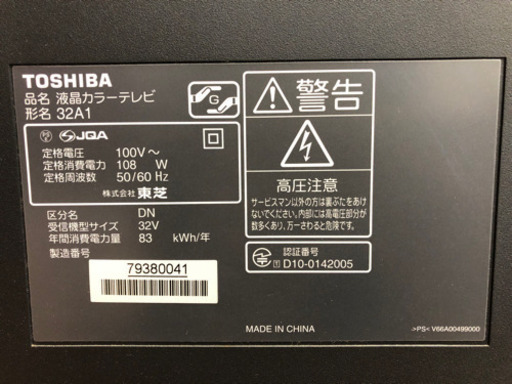 TOSHIBA
品名 液晶カラーテレビ
形名 32A1
G
JQA
定格電圧 100V～
定格消費電力 108 W
定格周波数 50/60 Hz
株式会社 東芝
区分名 DN
受信機型サイズ 32V
年間消費電力量 83 kWh/年
製造番号
79380041
警告
高圧注意
サービスマン以外の方は裏ぶたをあけ
ないでください。内部には高電圧部分が
数多くあり、万一さわると危険です。
認証番号
D10-0142005
MADE IN CHINA
>PS< V66A00499000